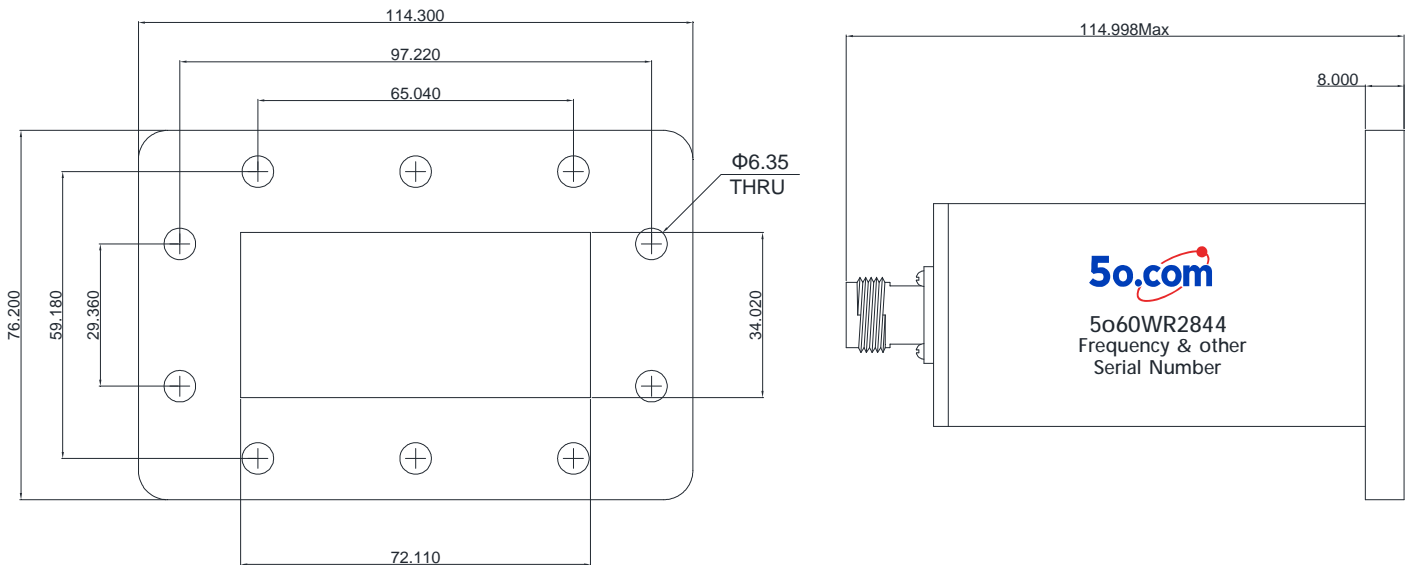 114.300
97.220
65.040
Φ6.35
THRU
76.200
59.180
29.360
34.020
72.110
114.998Max
8.000
5o.com
5o60WR2844
Frequency & other
Serial Number